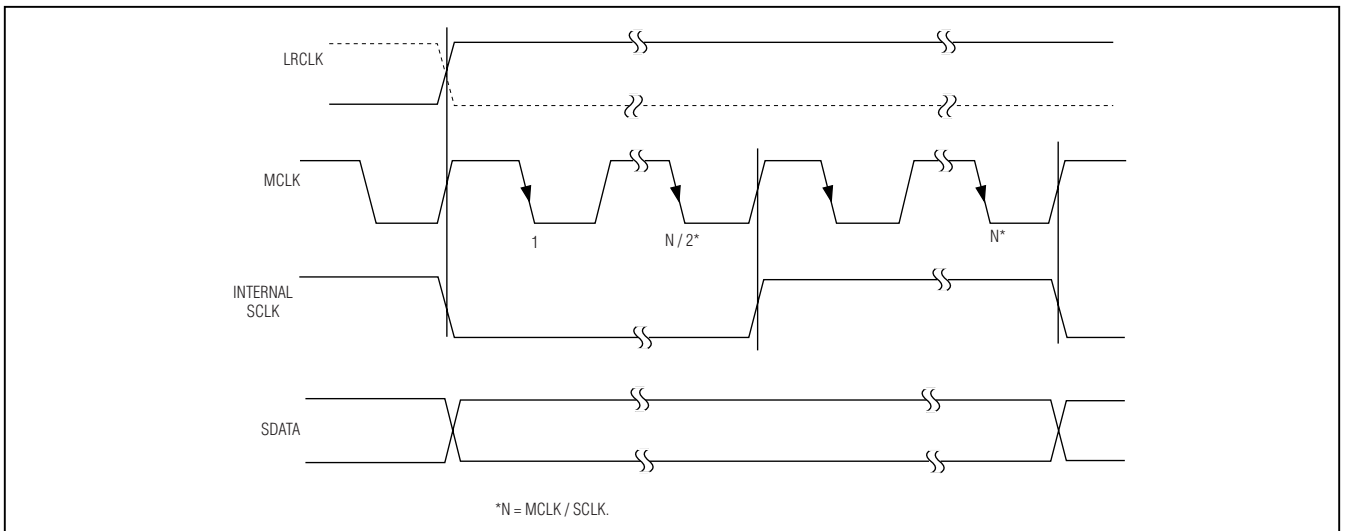 LRCLK
MCLK
1
N / 2*
N*
INTERNAL
SCLK
SDATA
*N = MCLK / SCLK.